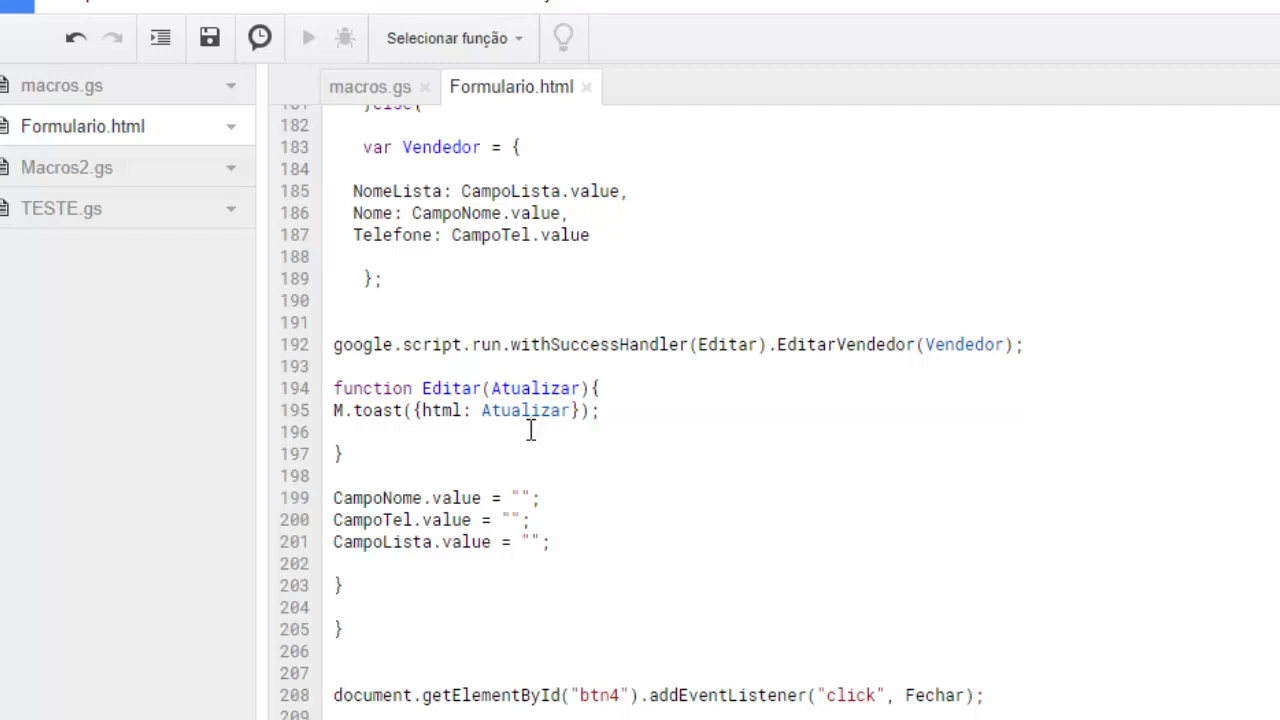 Selecionar função
macros.gs
Formulario.html
Macros2.gs
TESTE.gs
macros.gs ×
Formulario.html ×
181 }else{
182
183 var Vendedor = {
184
185 NomeLista: CampoLista.value,
186 Nome: CampoNome.value,
187 Telefone: CampoTel.value
188
189 };
190
191
192 google.script.run.withSuccessHandler(Editar).EditarVendedor(Vendedor);
193
194 function Editar(Atualizar){
195 M.toast({html: Atualizar});
196
197 }
198
199 CampoNome.value = "";
200 CampoTel.value = "";
201 CampoLista.value = "";
202
203 }
204
205 }
206
207
208 document.getElementById("btn4").addEventListener("click", Fechar);
209